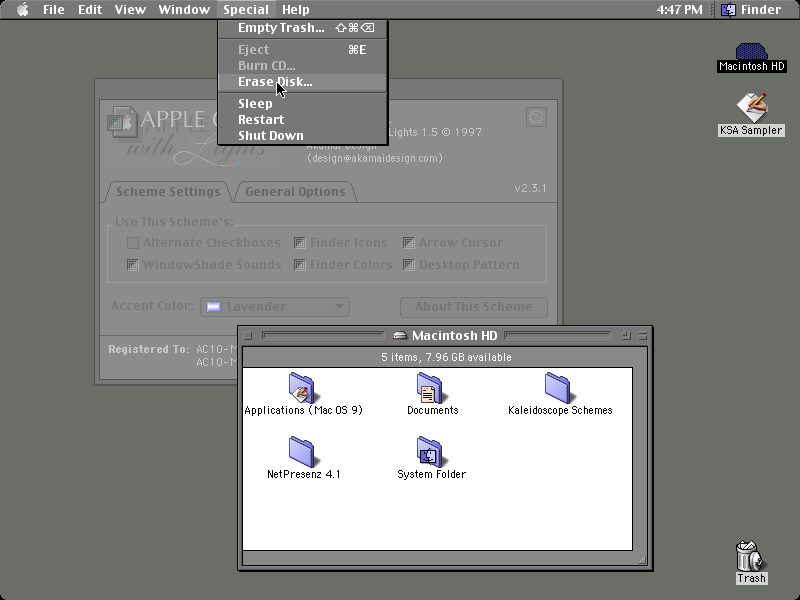 File Edit View Window Special Help 4:47 PM Finder
Empty Trash... ⇧⌘⌫
Eject ⌘E
Burn CD...
Erase Disk...
Sleep
Restart
Shut Down
Macintosh HD
KSA Sampler
APPLE
with Lights
Lights 1.5 © 1997
Akamai Design
(design@akamaidesign.com)
Scheme Settings General Options v2.3.1
Use This Scheme's:
Alternate Checkboxes Finder Icons Arrow Cursor
WindowShade Sounds Finder Colors Desktop Pattern
Accent Color: Lavender About This Scheme
Registered To: AC10-M
AC10-M
Macintosh HD
5 items, 7.96 GB available
Applications (Mac OS 9) Documents Kaleidoscope Schemes
NetPresenz 4.1 System Folder
Trash